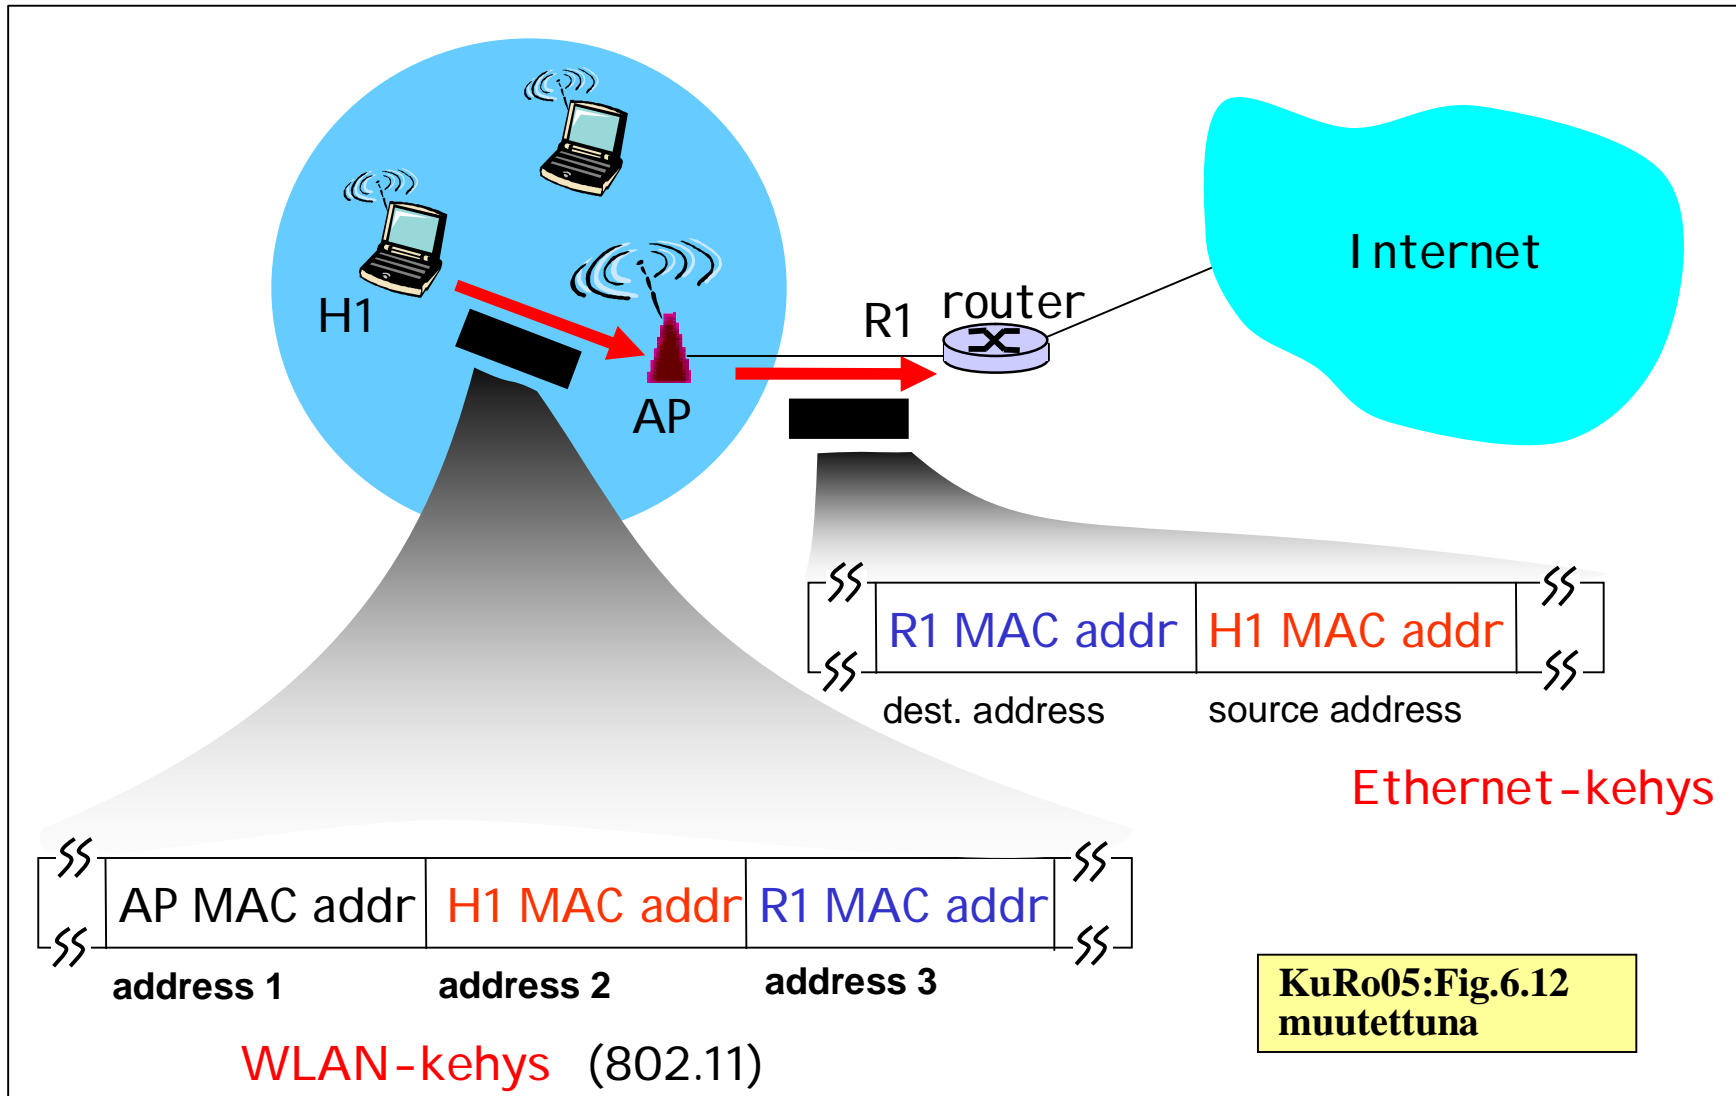 Internet
router
R1
H1
AP
R1 MAC addr H1 MAC addr
dest. address source address
Ethernet-kehys
AP MAC addr H1 MAC addr R1 MAC addr
address 1 address 2 address 3
WLAN-kehys (802.11)
KuRo05:Fig.6.12
muutettuna